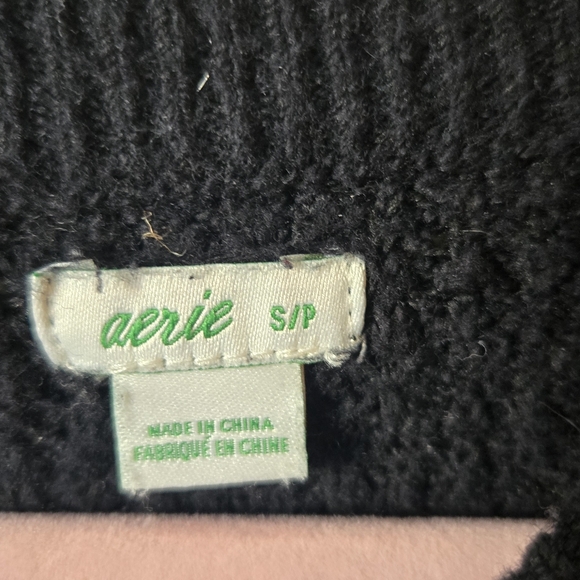 aerie S/P
MADE IN CHINA
FABRIQUÉ EN CHINE